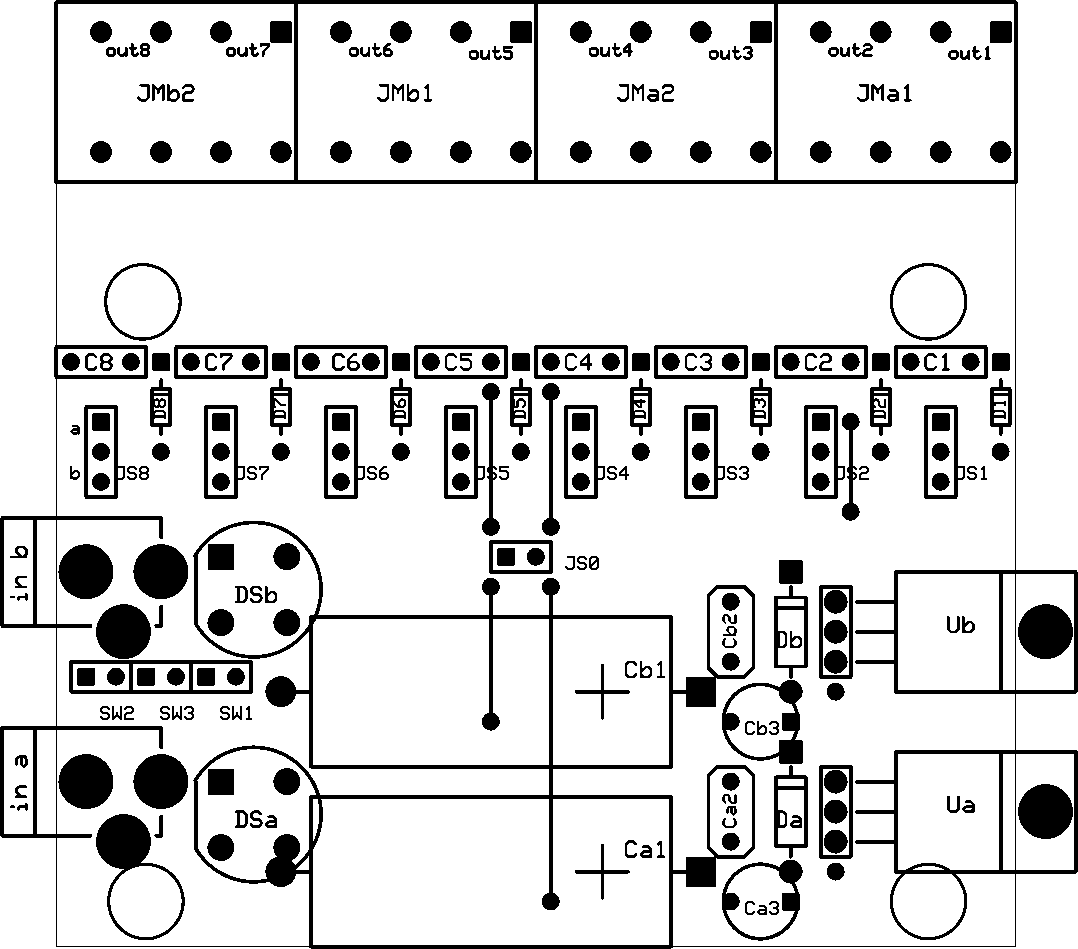 out8 out7 out6 out5 out4 out3 out2 out1
JMb2 JMb1 JMa2 JMa1
C8 C7 C6 C5 C4 C3 C2 C1
D8 D7 D6 D5 D4 D3 D2 D1
a
b JS8 JS7 JS6 JS5 JS4 JS3 JS2 JS1
in b
DSb
JS0
Cb1
Cb2
Db
Ub
SW2 SW3 SW1
Cb3
in a
DSa
Ca1
Ca2
Da
Ua
Ca3